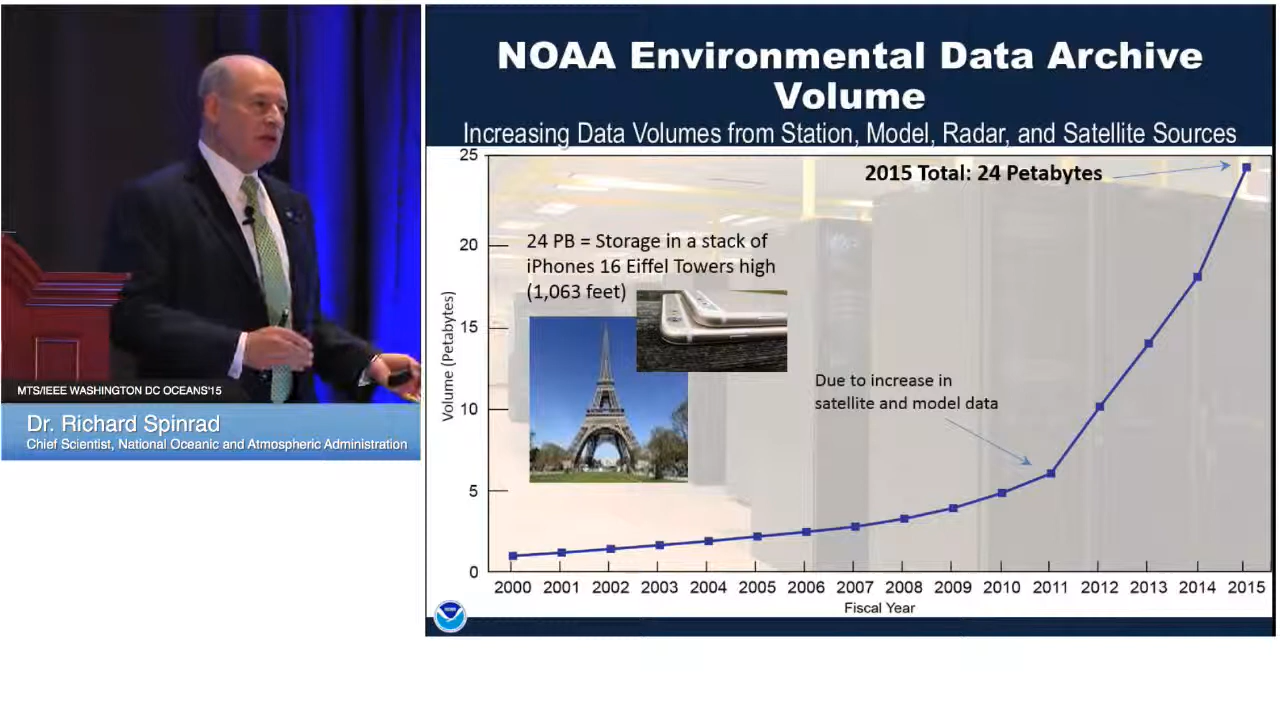 NOAA Environmental Data Archive
Volume
Increasing Data Volumes from Station, Model, Radar, and Satellite Sources
25
2015 Total: 24 Petabytes
20
24 PB = Storage in a stack of
iPhones 16 Eiffel Towers high
(1,063 feet)
15
Volume (Petabytes)
10
Due to increase in
satellite and model data
5
0
2000 2001 2002 2003 2004 2005 2006 2007 2008 2009 2010 2011 2012 2013 2014 2015
Fiscal Year
NOAA
MTS/IEEE WASHINGTON DC OCEANS'15
Dr. Richard Spinrad
Chief Scientist, National Oceanic and Atmospheric Administration